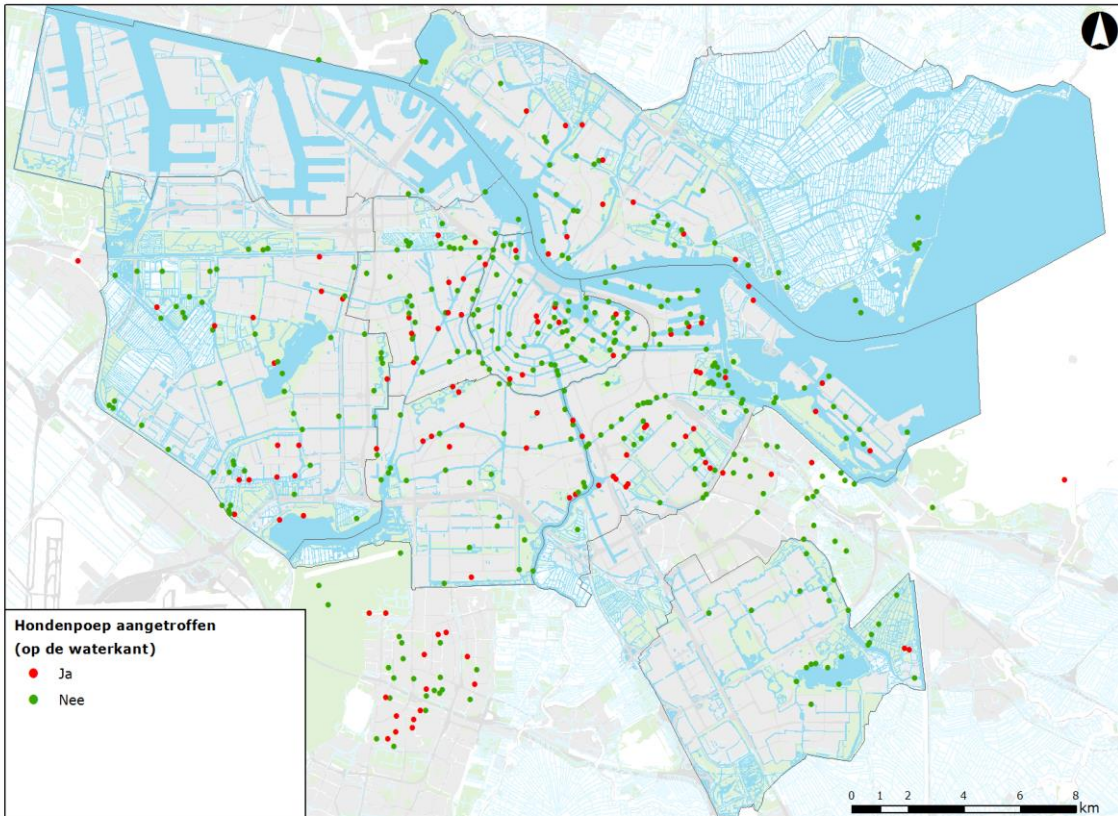 Hondenpoep aangetroffen
(op de waterkant)
Ja
Nee
0 1 2 4 6 8
km